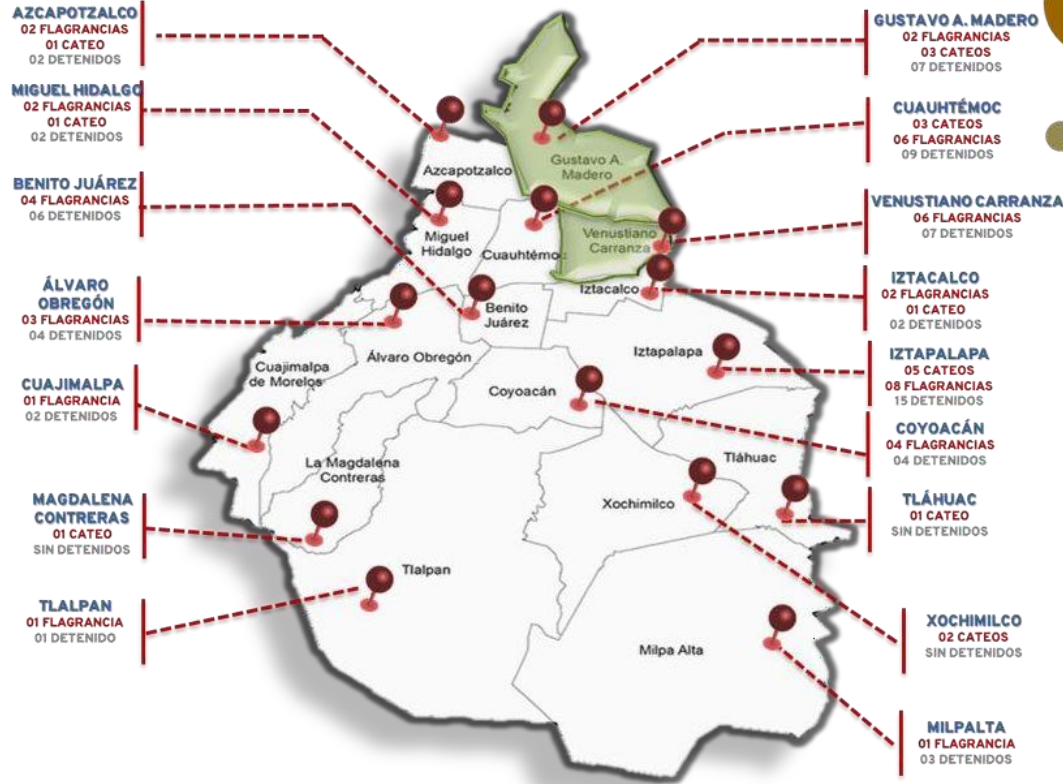 AZCAPOTZALCO
02 FLAGRANCIAS
01 CATEO
02 DETENIDOS
MIGUEL HIDALGO
02 FLAGRANCIAS
01 CATEO
02 DETENIDOS
BENITO JUÁREZ
04 FLAGRANCIAS
06 DETENIDOS
ÁLVARO
OBREGÓN
03 FLAGRANCIAS
04 DETENIDOS
CUAJIMALPA
01 FLAGRANCIA
02 DETENIDOS
MAGDALENA
CONTRERAS
01 CATEO
SIN DETENIDOS
TLALPAN
01 FLAGRANCIA
01 DETENIDO
Azcapotzalco
Gustavo A.
Madero
Miguel
Hidalgo
Cuauhtémoc
Venustiano
Carranza
Iztacalco
Benito
Juárez
Álvaro Obregón
Cuajimalpa
de Morelos
Iztapalapa
Coyoacán
La Magdalena
Contreras
Tláhuac
Xochimilco
Tlalpan
Milpa Alta
GUSTAVO A. MADERO
02 FLAGRANCIAS
03 CATEOS
07 DETENIDOS
CUAUHTÉMOC
03 CATEOS
06 FLAGRANCIAS
09 DETENIDOS
VENUSTIANO CARRANZA
06 FLAGRANCIAS
07 DETENIDOS
IZTACALCO
02 FLAGRANCIAS
01 CATEO
02 DETENIDOS
IZTAPALAPA
05 CATEOS
08 FLAGRANCIAS
15 DETENIDOS
COYOACÁN
04 FLAGRANCIAS
04 DETENIDOS
TLÁHUAC
01 CATEO
SIN DETENIDOS
XOCHIMILCO
02 CATEOS
SIN DETENIDOS
MILPALTA
01 FLAGRANCIA
03 DETENIDOS